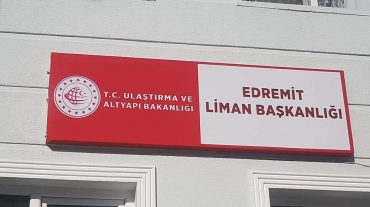 T.C. ULAŞTIRMA VE
ALTYAPI BAKANLIĞI
EDREMİT
LİMAN BAŞKANLIĞI